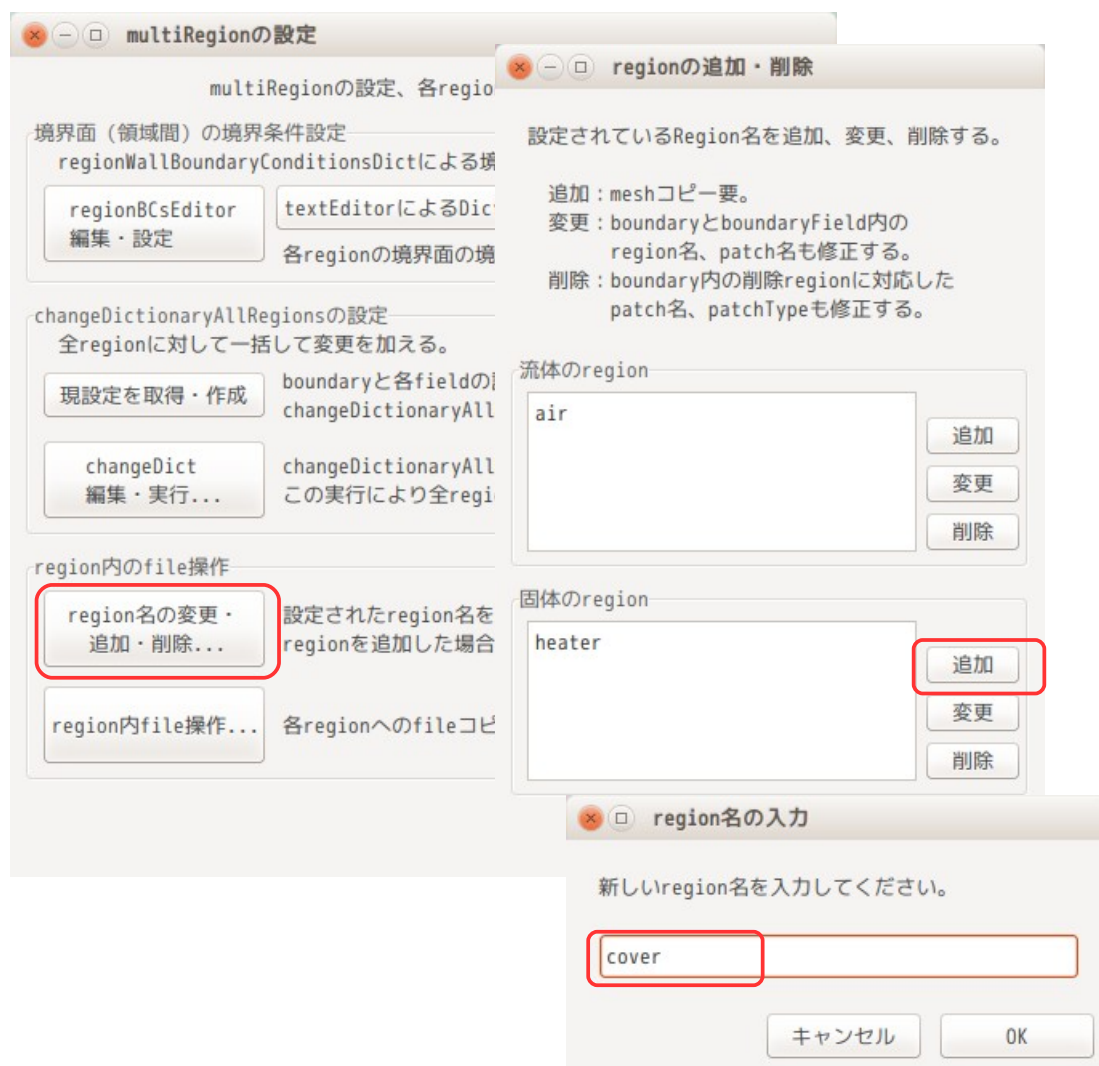 multiRegionの設定
multiRegionの設定、各regio
境界面（領域間）の境界条件設定
regionWallBoundaryConditionsDictによる境
regionBCsEditor
編集・設定
textEditorによるDic
各regionの境界面の境
changeDictionaryAllRegionsの設定
全regionに対して一括して変更を加える。
現設定を取得・作成
boundaryと各fieldの
changeDictionaryAll
changeDict
編集・実行...
changeDictionaryAll
この実行により全regi
region内のfile操作
region名の変更・
追加・削除...
設定されたregion名を
regionを追加した場合
region内file操作...
各regionへのfileコピ
regionの追加・削除
設定されているRegion名を追加、変更、削除する。
追加：meshコピー要。
変更：boundaryとboundaryField内の
region名、patch名も修正する。
削除：boundary内の削除regionに対応した
patch名、patchTypeも修正する。
流体のregion
air
追加
変更
削除
固体のregion
heater
追加
変更
削除
region名の入力
新しいregion名を入力してください。
cover
キャンセル
OK